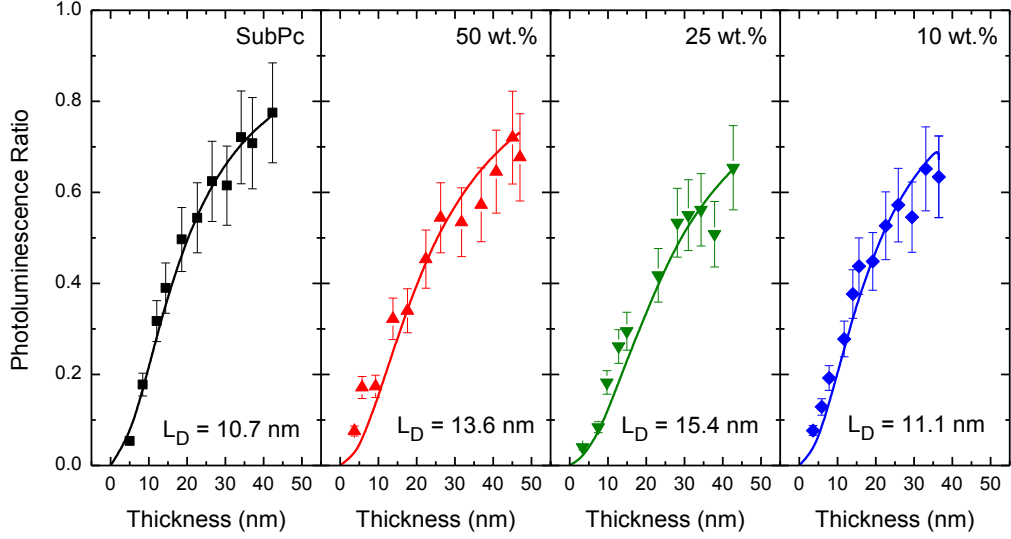 SubPc
50 wt.%
25 wt.%
10 wt.%
Photoluminescence Ratio
1.0
0.8
0.6
0.4
0.2
0.0
L_D = 10.7 nm
L_D = 13.6 nm
L_D = 15.4 nm
L_D = 11.1 nm
0 10 20 30 40 50
0 10 20 30 40 50
0 10 20 30 40 50
0 10 20 30 40 50
Thickness (nm)
Thickness (nm)
Thickness (nm)
Thickness (nm)